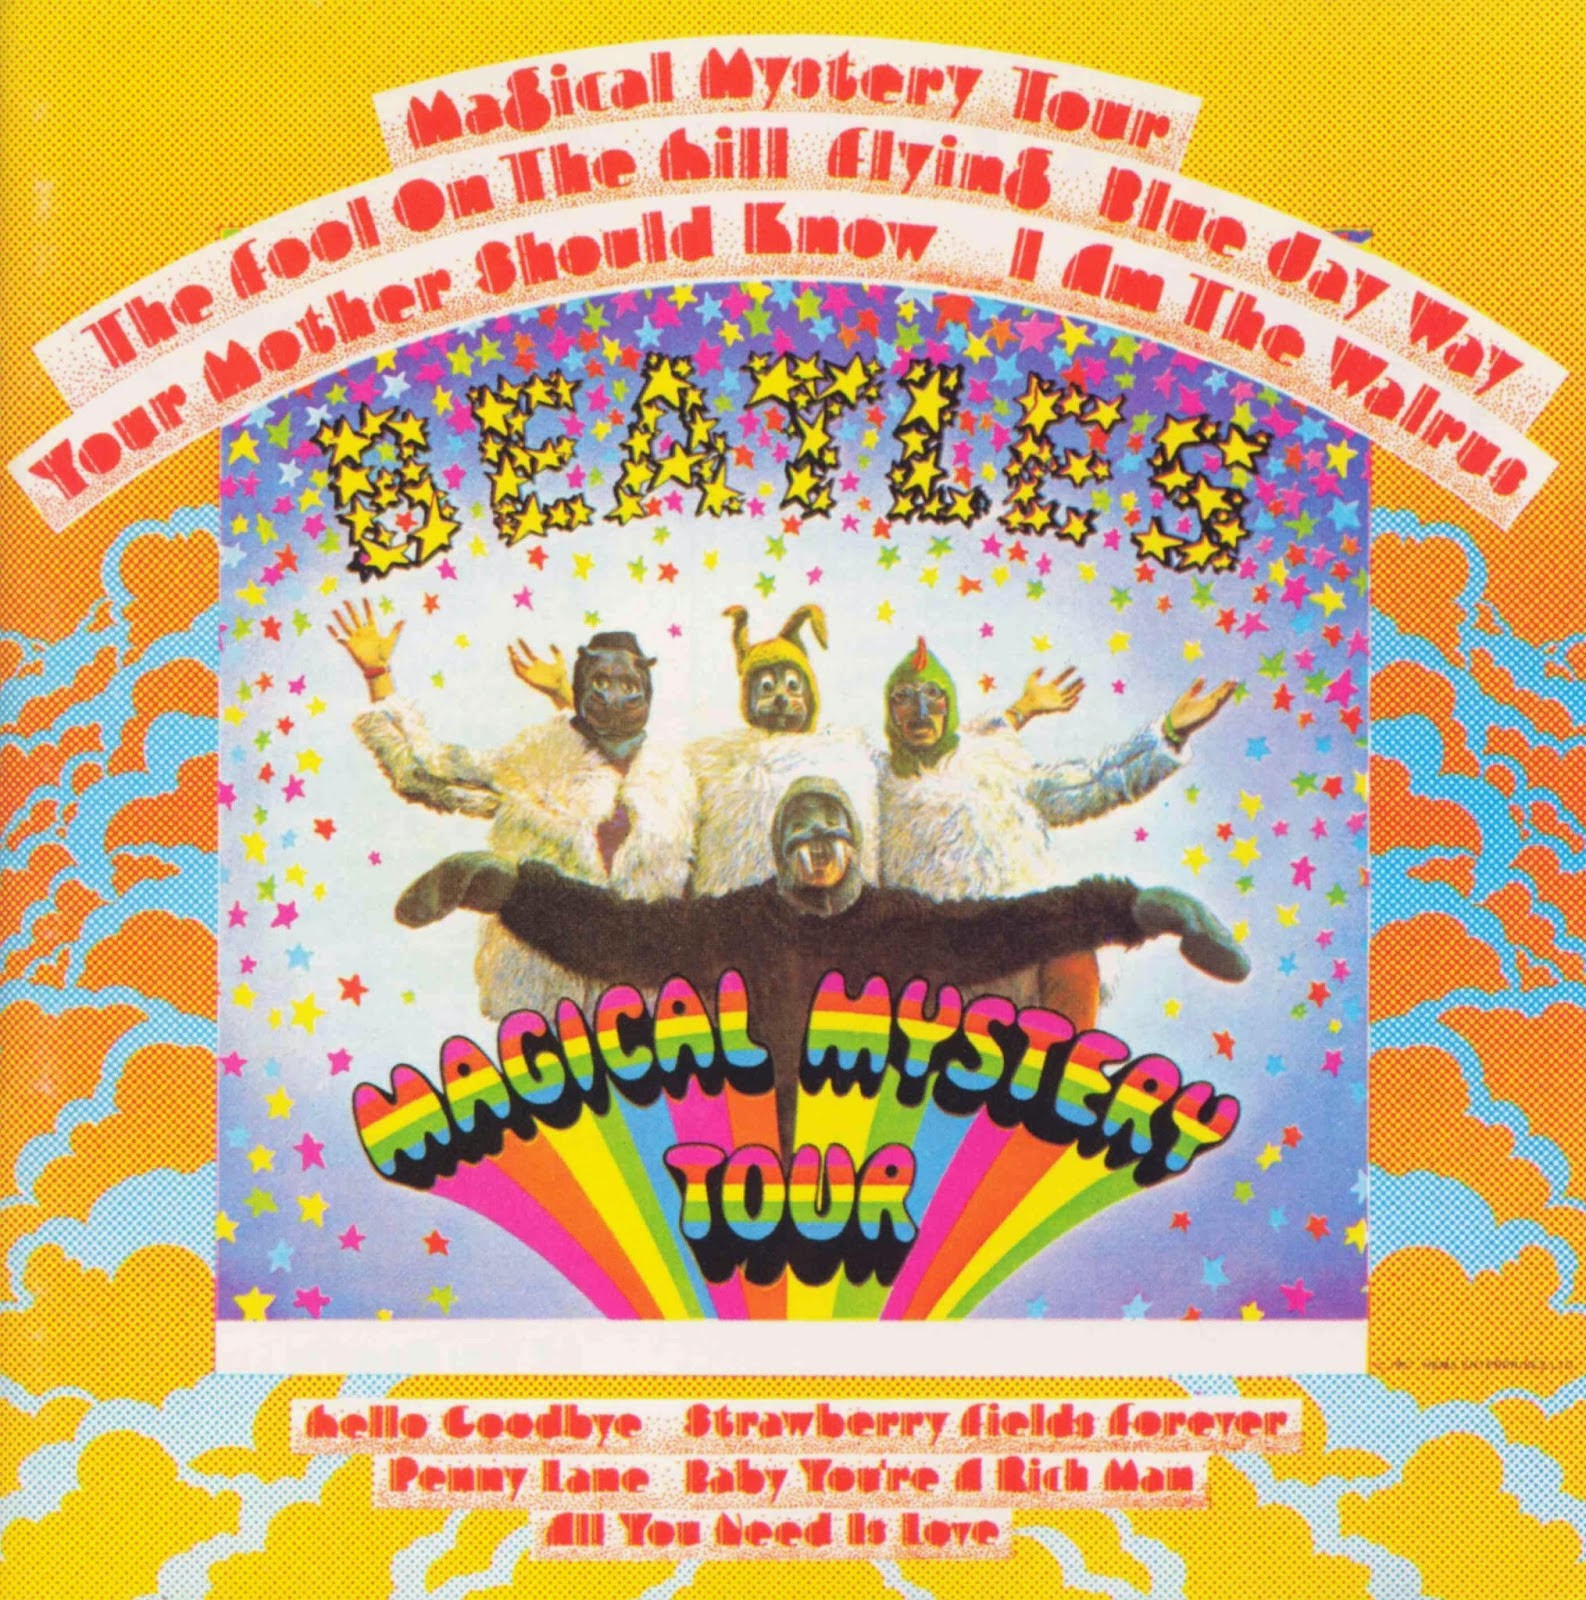 Magical Mystery Tour
The Fool On The Hill Flying Blue Jay Way
Your Mother Should Know I Am The Walrus
BEATLES
MAGICAL MYSTERY
TOUR
Hello Goodbye Strawberry Fields Forever
Penny Lane Baby You're A Rich Man
All You Need Is Love